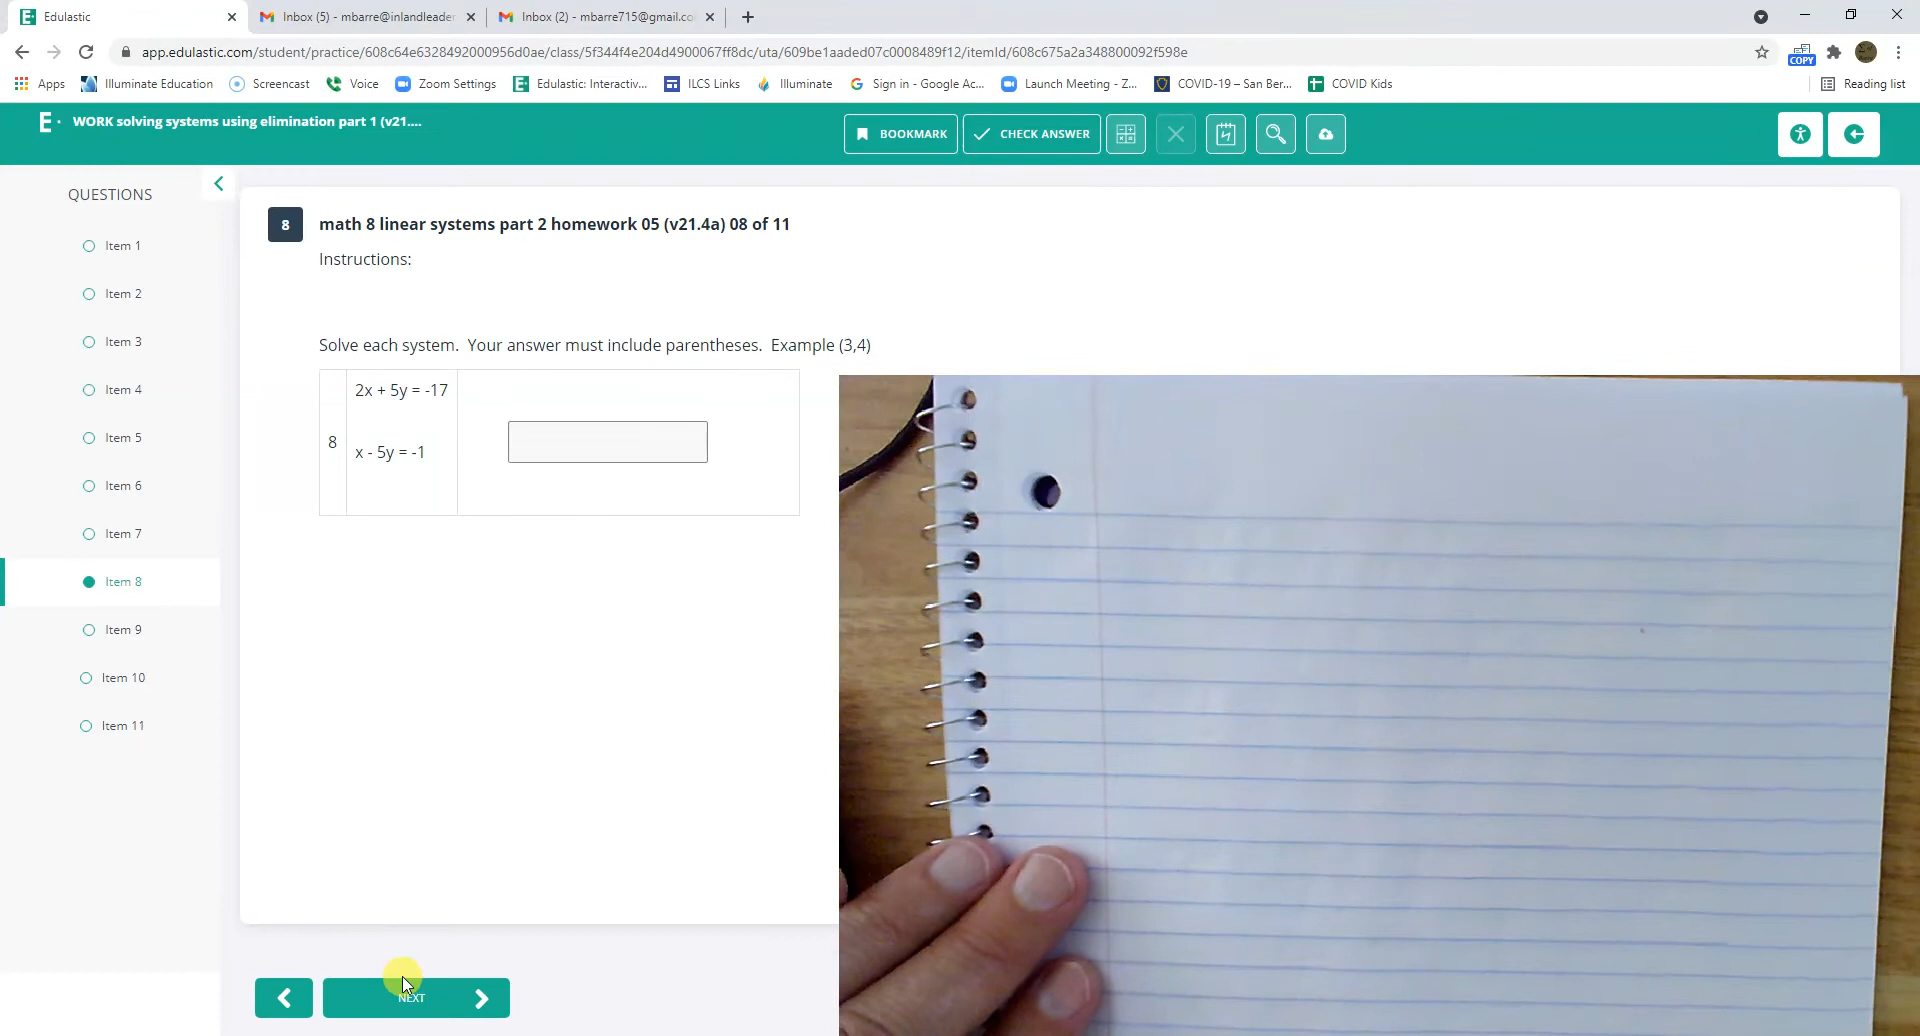 Edulastic
Inbox (5) - mbarre@inlandleader
Inbox (2) - mbarre715@gmail.co
app.edulastic.com/student/practice/608c64e6328492000956d0ae/class/5f344f4e204d4900067ff8dc/uta/609be1aaded07c0008489f12/itemId/608c675a2a348800092f598e
COPY
Apps
Illuminate Education
Screencast
Voice
Zoom Settings
Edulastic: Interactiv...
ILCS Links
Illuminate
Sign in - Google Ac...
Launch Meeting - Z...
COVID-19 – San Ber...
COVID Kids
Reading list
WORK solving systems using elimination part 1 (v21....
BOOKMARK
CHECK ANSWER
QUESTIONS
Item 1
Item 2
Item 3
Item 4
Item 5
Item 6
Item 7
Item 8
Item 9
Item 10
Item 11
8
math 8 linear systems part 2 homework 05 (v21.4a) 08 of 11
Instructions:
Solve each system. Your answer must include parentheses. Example (3,4)
8
2x + 5y = -17
x - 5y = -1
NEXT